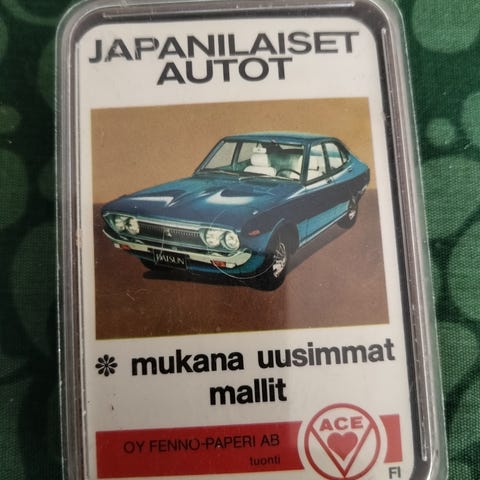 JAPANILAISET
AUTOT
DATSUN
❊ mukana uusimmat
mallit
OY FENNO-PAPERI AB
tuonti
ACE
FI